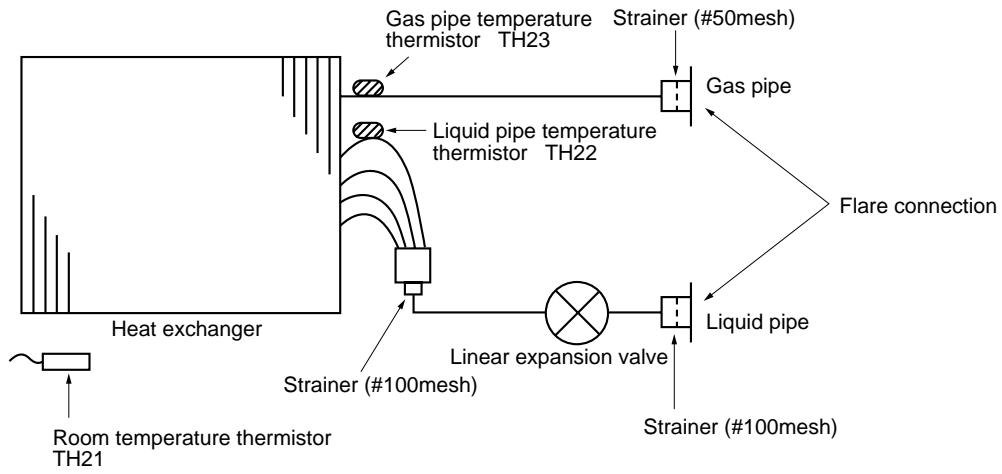 Gas pipe temperature
thermistor TH23
Strainer (#50mesh)
Gas pipe
Liquid pipe temperature
thermistor TH22
Flare connection
Heat exchanger
Liquid pipe
Linear expansion valve
Strainer (#100mesh)
Strainer (#100mesh)
Room temperature thermistor
TH21